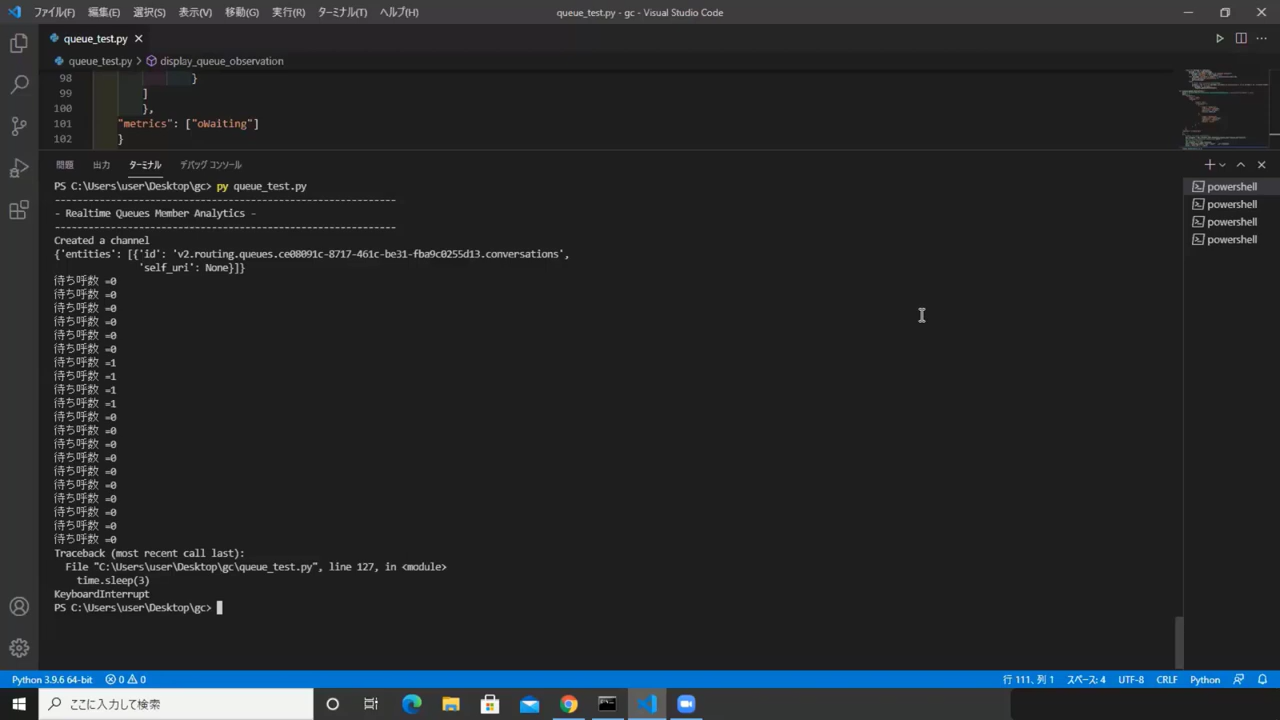 ファイル(F) 編集(E) 選択(S) 表示(V) 移動(G) 実行(R) ターミナル(T) ヘルプ(H) queue_test.py - gc - Visual Studio Code
queue_test.py
queue_test.py > display_queue_observation
98 }
99 ]
100 },
101 "metrics": ["oWaiting"]
102 }
問題 出力 ターミナル デバッグ コンソール
PS C:\Users\user\Desktop\gc> py queue_test.py
---------------------------------------------------------
- Realtime Queues Member Analytics -
---------------------------------------------------------
Created a channel
{'entities': [{'id': 'v2.routing.queues.ce08091c-8717-461c-be31-fba9c0255d13.conversations',
'self_uri': None}]}
待ち呼数 =0
待ち呼数 =0
待ち呼数 =0
待ち呼数 =0
待ち呼数 =0
待ち呼数 =0
待ち呼数 =1
待ち呼数 =1
待ち呼数 =1
待ち呼数 =1
待ち呼数 =0
待ち呼数 =0
待ち呼数 =0
待ち呼数 =0
待ち呼数 =0
待ち呼数 =0
待ち呼数 =0
待ち呼数 =0
待ち呼数 =0
待ち呼数 =0
Traceback (most recent call last):
File "C:\Users\user\Desktop\gc\queue_test.py", line 127, in <module>
time.sleep(3)
KeyboardInterrupt
PS C:\Users\user\Desktop\gc>
powershell
powershell
powershell
powershell
Python 3.9.6 64-bit 0 0 行 111、列 1 スペース: 4 UTF-8 CRLF Python
ここに入力して検索